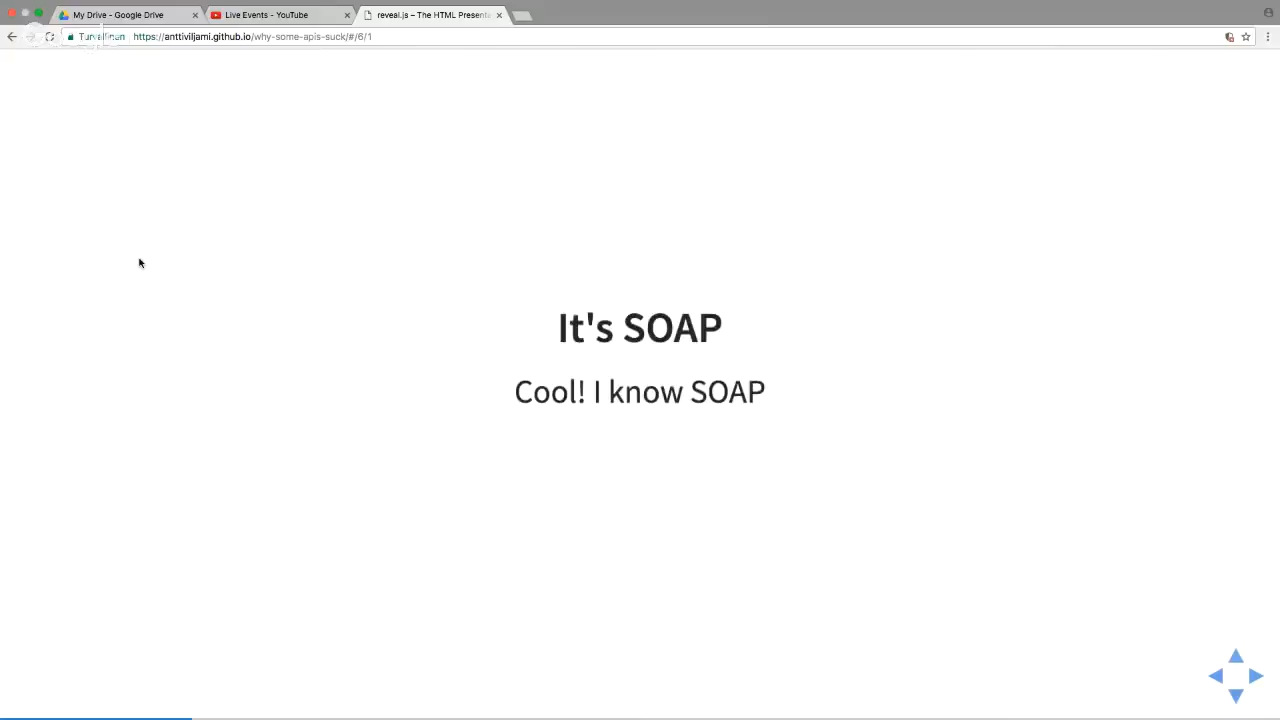 My Drive - Google Drive
Live Events - YouTube
reveal.js – The HTML Presenta
Turvallinen
https://anttiviljami.github.io/why-some-apis-suck/#/6/1
It's SOAP
Cool! I know SOAP